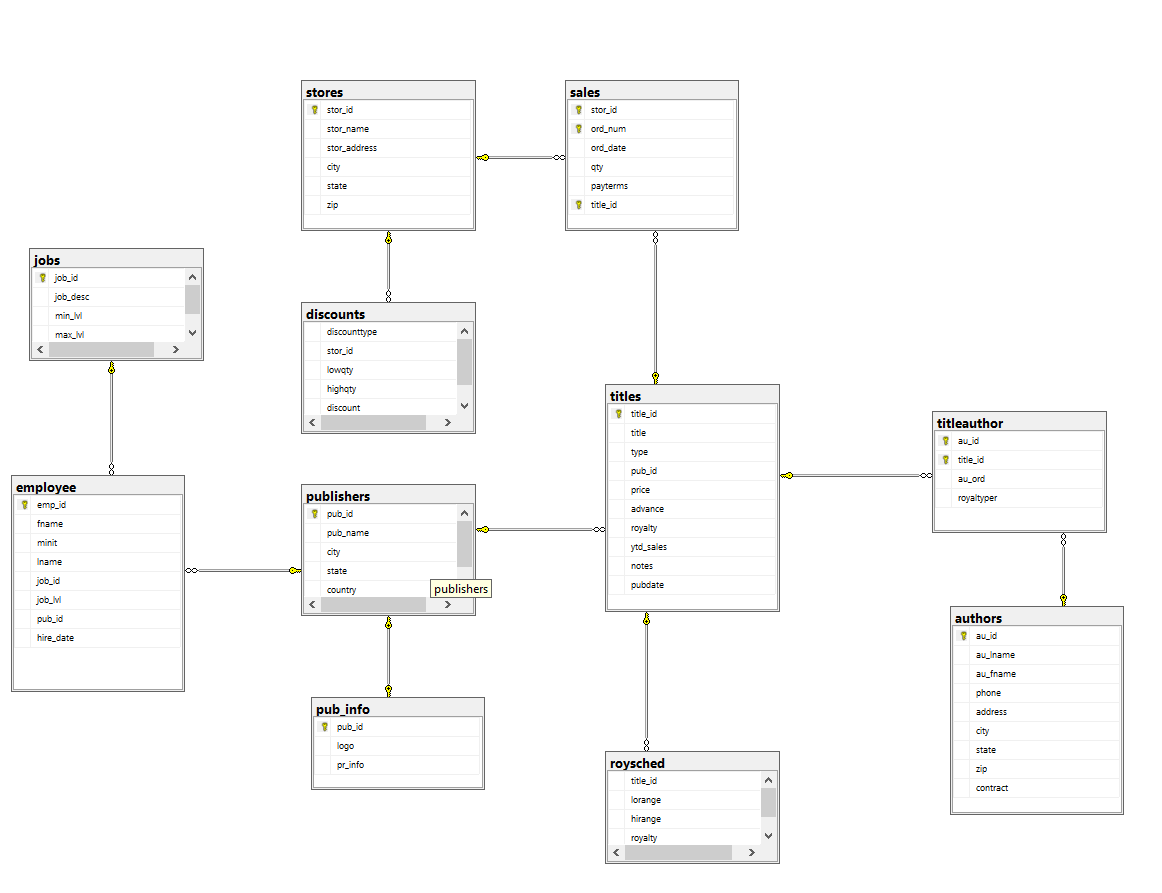 stores
stor_id
stor_name
stor_address
city
state
zip
sales
stor_id
ord_num
ord_date
qty
payterms
title_id
jobs
job_id
job_desc
min_lvl
max_lvl
discounts
discounttype
stor_id
lowqty
highqty
discount
titles
title_id
title
type
pub_id
price
advance
royalty
ytd_sales
notes
pubdate
titleauthor
au_id
title_id
au_ord
royaltyper
employee
emp_id
fname
minit
lname
job_id
job_lvl
pub_id
hire_date
publishers
pub_id
pub_name
city
state
country
publishers
authors
au_id
au_lname
au_fname
phone
address
city
state
zip
contract
pub_info
pub_id
logo
pr_info
roysched
title_id
lorange
hirange
royalty